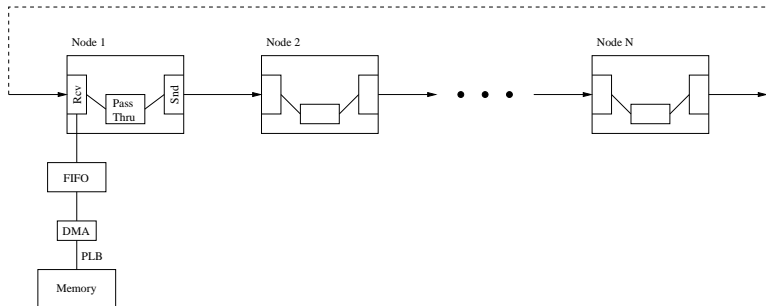 Node 1
Node 2
Node N
Rcv
Pass
Thru
Snd
FIFO
DMA
PLB
Memory